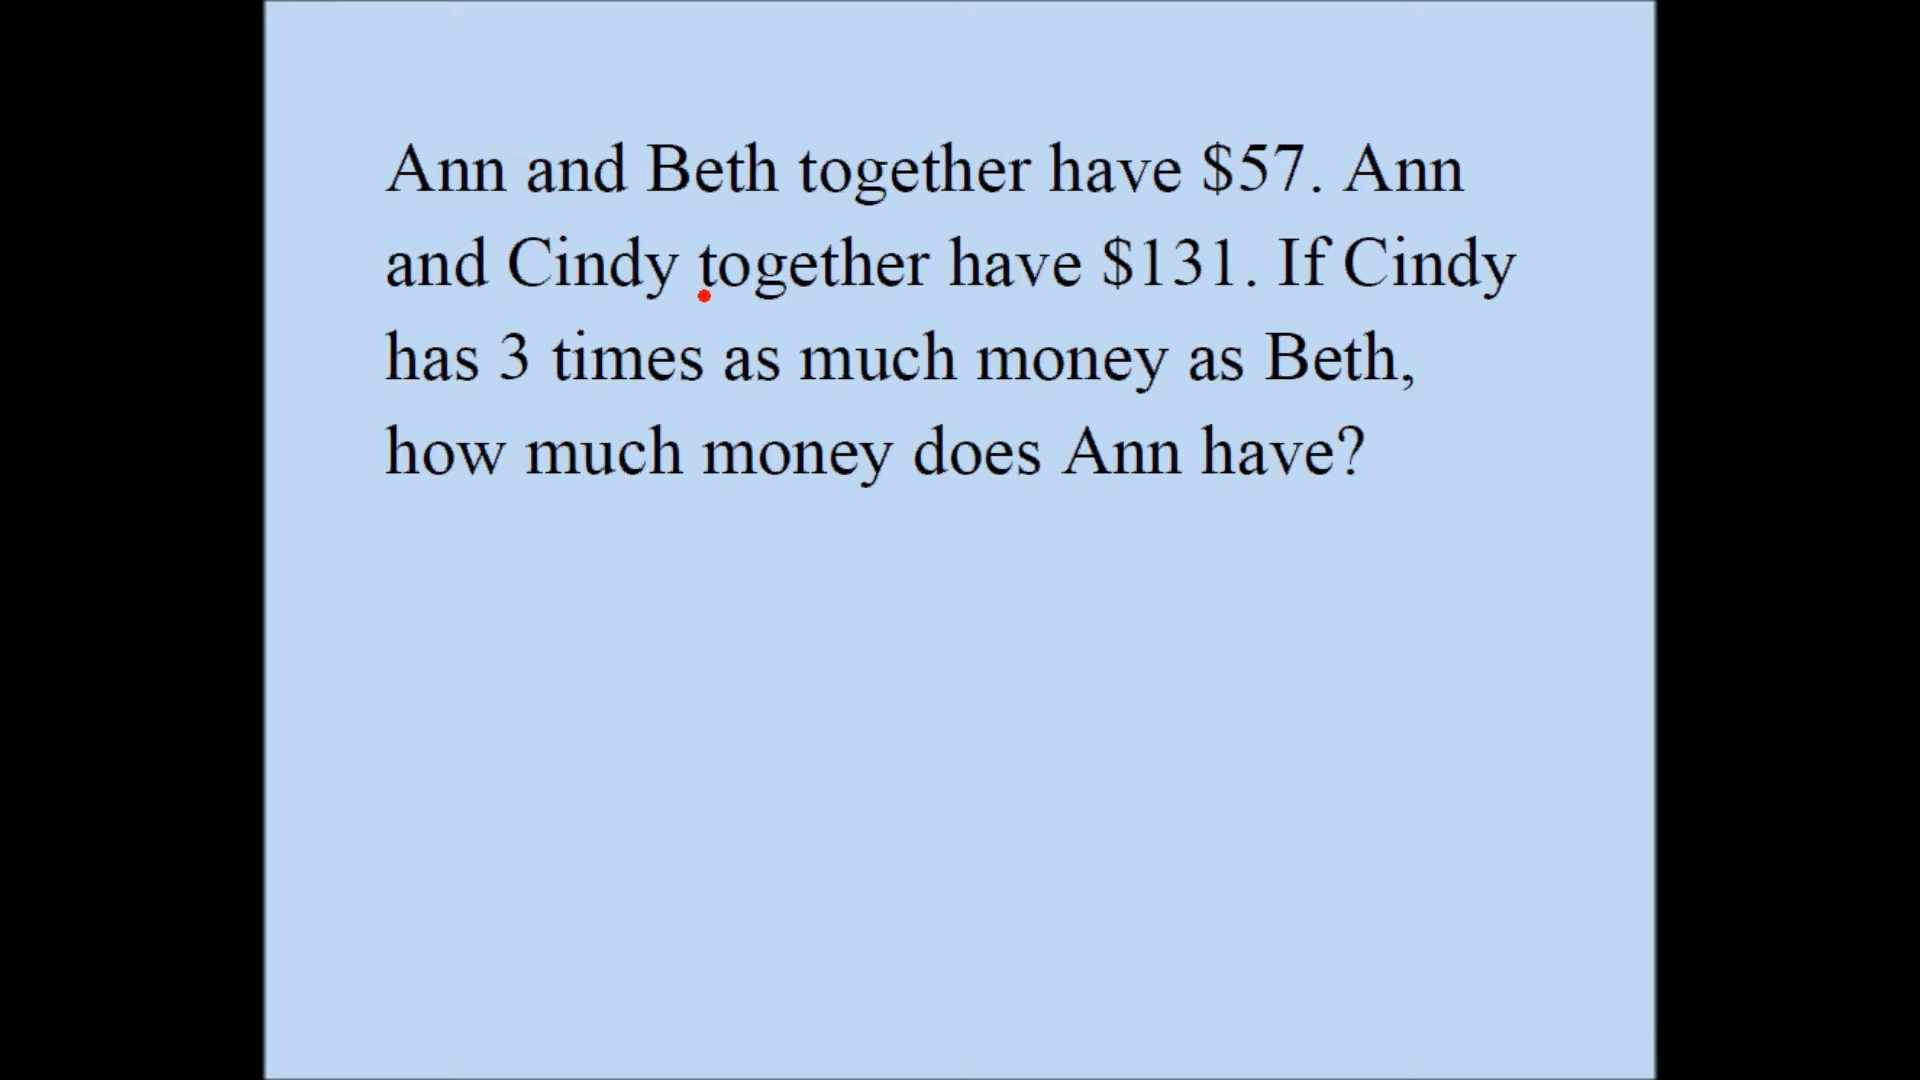 Ann and Beth together have $57. Ann
and Cindy together have $131. If Cindy
has 3 times as much money as Beth,
how much money does Ann have?